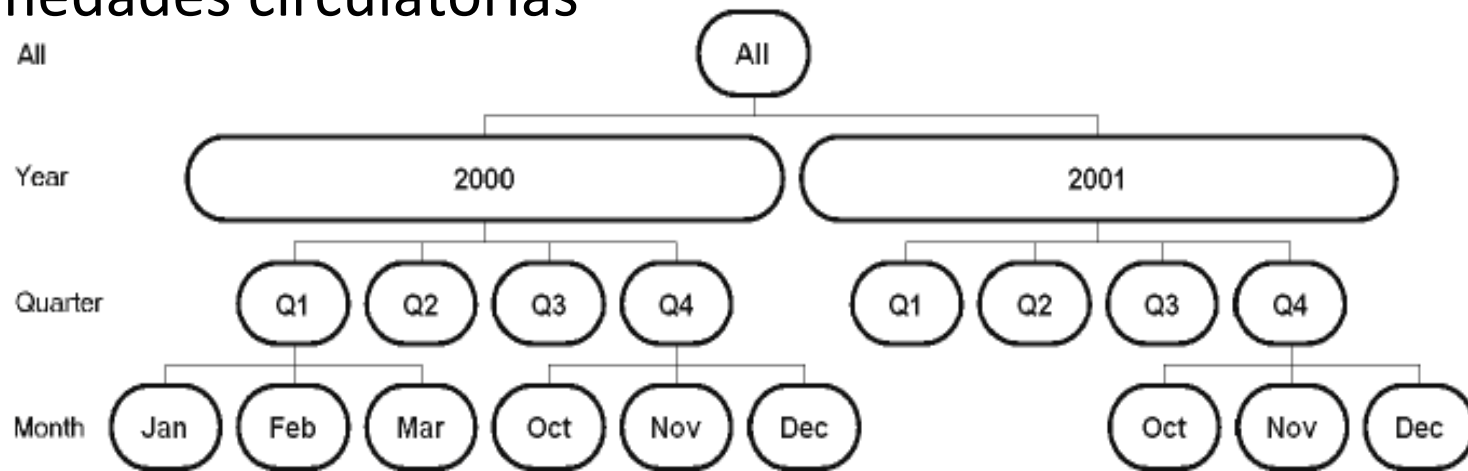 circulatorias
All All
Year 2000 2001
Quarter Q1 Q2 Q3 Q4 Q1 Q2 Q3 Q4
Month Jan Feb Mar Oct Nov Dec Oct Nov Dec